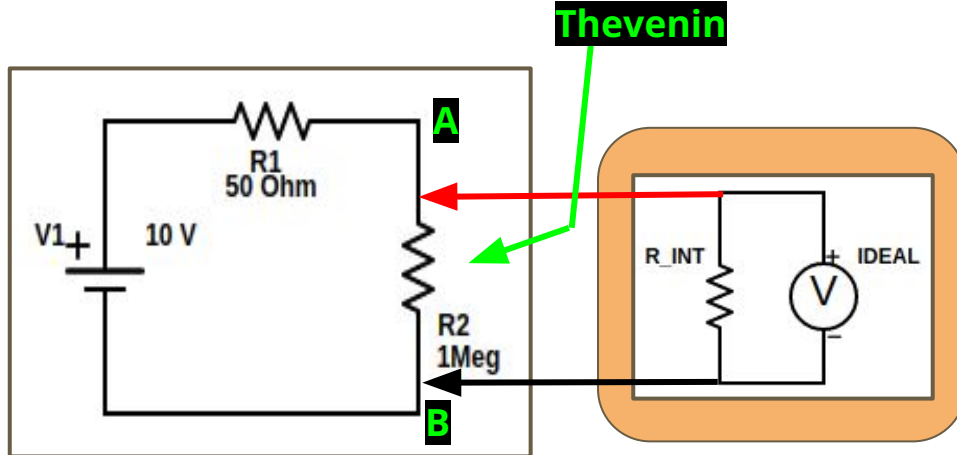 Thevenin
A
R1
50 Ohm
V1 + 10 V
R_INT
+ IDEAL
V
R2
1Meg
–
B